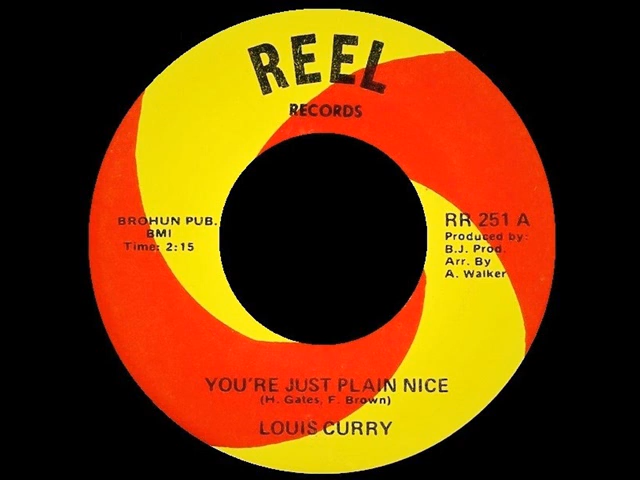 REEL
RECORDS
BROHUN PUB.
BMI
Time: 2:15
RR 251 A
Produced by:
B.J. Prod.
Arr. By
A. Walker
YOU'RE JUST PLAIN NICE
(H. Gales, F. Brown)
LOUIS CURRY